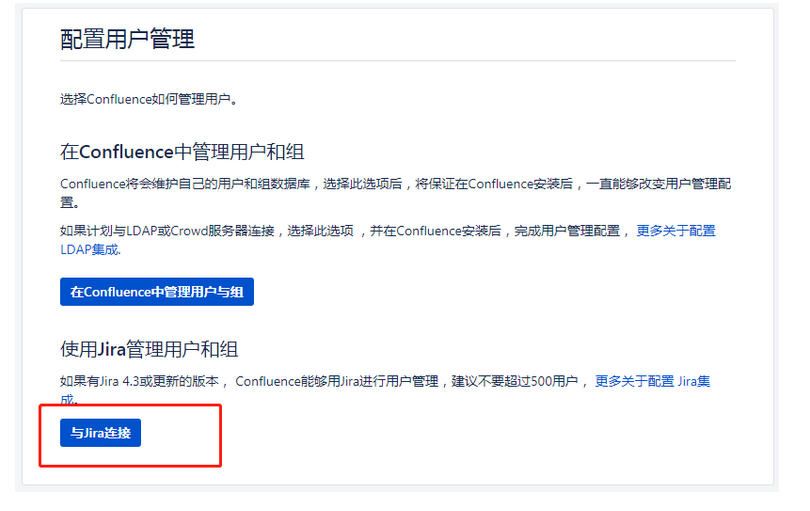 配置用户管理
选择Confluence如何管理用户。
在Confluence中管理用户和组
Confluence将会维护自己的用户和组数据库，选择此选项后，将保证在Confluence安装后，一直能够改变用户管理配
置。
如果计划与LDAP或Crowd服务器连接，选择此选项 ，并在Confluence安装后，完成用户管理配置， 更多关于配置
LDAP集成.
在Confluence中管理用户与组
使用Jira管理用户和组
如果有Jira 4.3或更新的版本， Confluence能够用Jira进行用户管理，建议不要超过500用户， 更多关于配置 Jira集
成.
与Jira连接